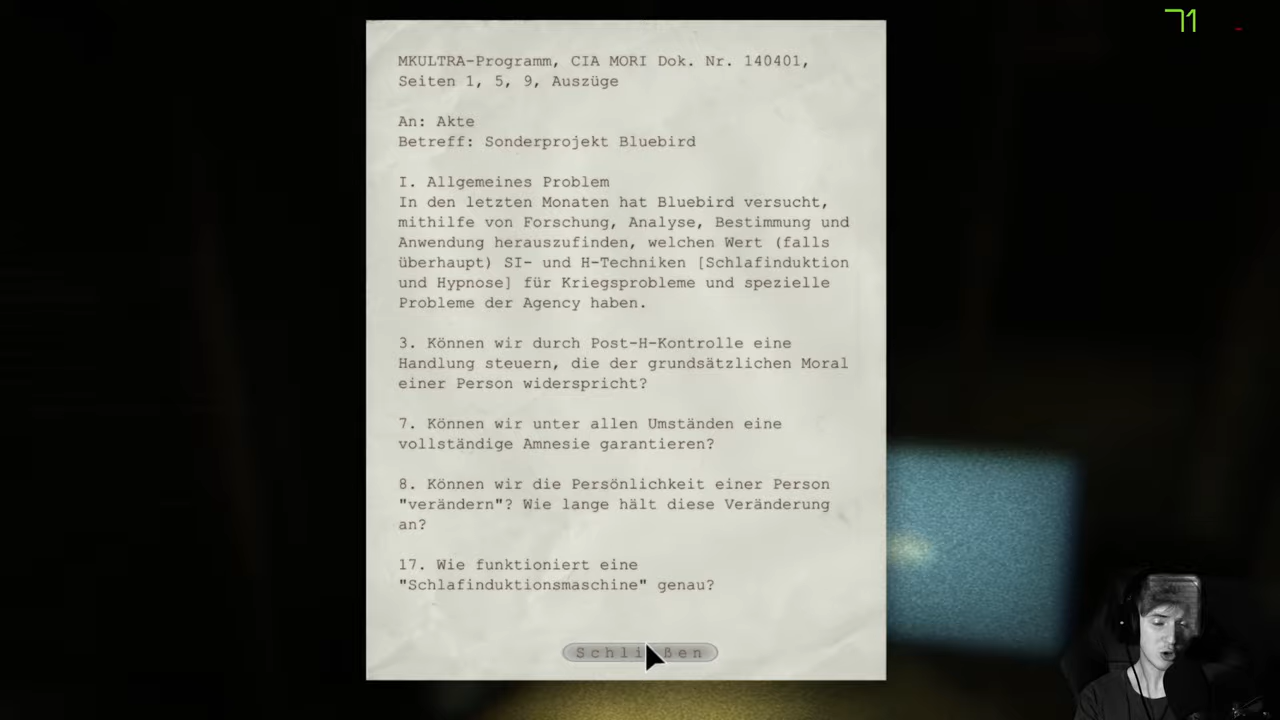 71
MKULTRA-Programm, CIA MORI Dok. Nr. 140401,
Seiten 1, 5, 9, Auszüge
An: Akte
Betreff: Sonderprojekt Bluebird
I. Allgemeines Problem
In den letzten Monaten hat Bluebird versucht,
mithilfe von Forschung, Analyse, Bestimmung und
Anwendung herauszufinden, welchen Wert (falls
überhaupt) SI- und H-Techniken [Schlafinduktion
und Hypnose] für Kriegsprobleme und spezielle
Probleme der Agency haben.
3. Können wir durch Post-H-Kontrolle eine
Handlung steuern, die der grundsätzlichen Moral
einer Person widerspricht?
7. Können wir unter allen Umständen eine
vollständige Amnesie garantieren?
8. Können wir die Persönlichkeit einer Person
"verändern"? Wie lange hält diese Veränderung
an?
17. Wie funktioniert eine
"Schlafinduktionsmaschine" genau?
Schließen